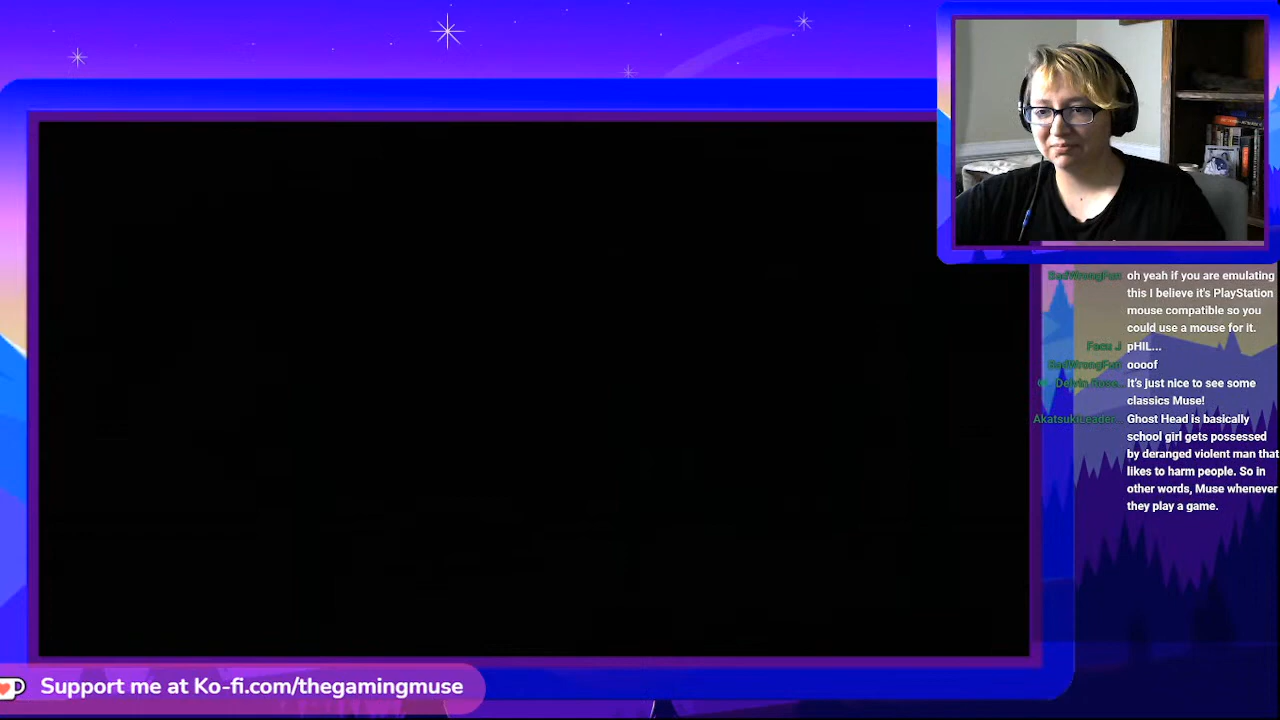 BadWrongFun oh yeah if you are emulating
this I believe it's PlayStation
mouse compatible so you
could use a mouse for it.
pHIL...
BadWrongFun oooof
It's just nice to see some
classics Muse!
AkatsukiLeader... Ghost Head is basically
school girl gets possessed
by deranged violent man that
likes to harm people. So in
other words, Muse whenever
they play a game.
Support me at Ko-fi.com/thegamingmuse